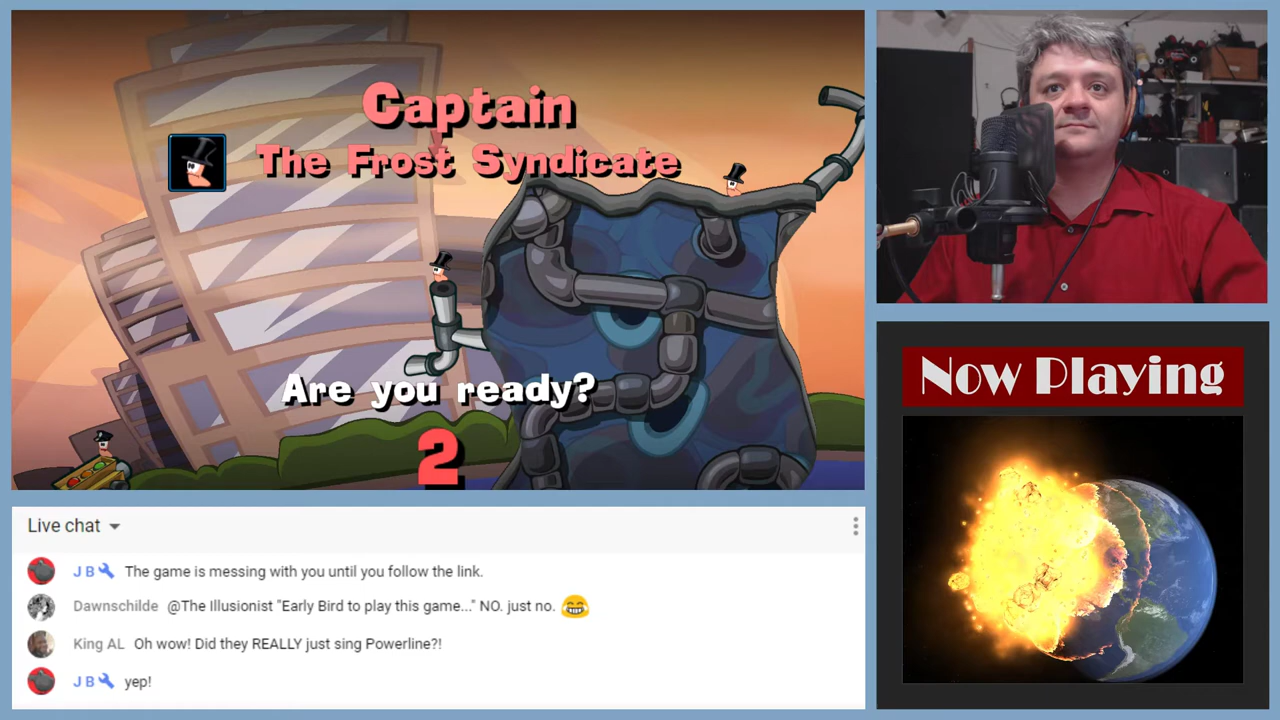 Captain
The Frost Syndicate
Are you ready?
2
Now Playing
Live chat
J B The game is messing with you until you follow the link.
Dawnschilde @The Illusionist "Early Bird to play this game..." NO. just no.
King AL Oh wow! Did they REALLY just sing Powerline?!
J B yep!